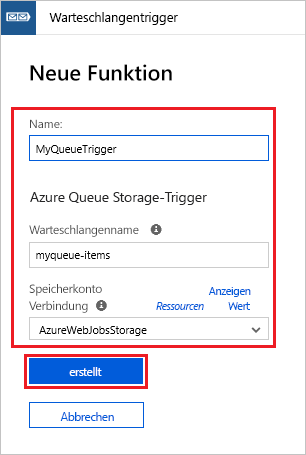 Warteschlangentrigger
Neue Funktion
Name:
MyQueueTrigger
Azure Queue Storage-Trigger
Warteschlangenname
myqueue-items
Speicherkonto Anzeigen
Verbindung Ressourcen Wert
AzureWebJobsStorage
erstellt
Abbrechen